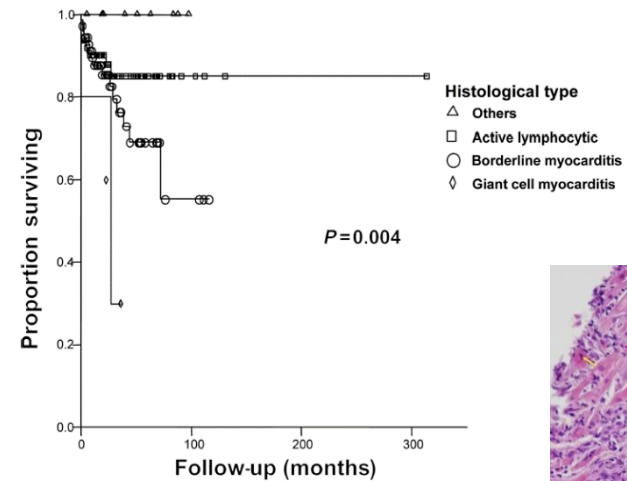 1.0
0.8
0.6
0.4
0.2
0.0
0
100
200
300
Proportion surviving
Follow-up (months)
P=0.004
Histological type
Others
Active lymphocytic
Borderline myocarditis
Giant cell myocarditis